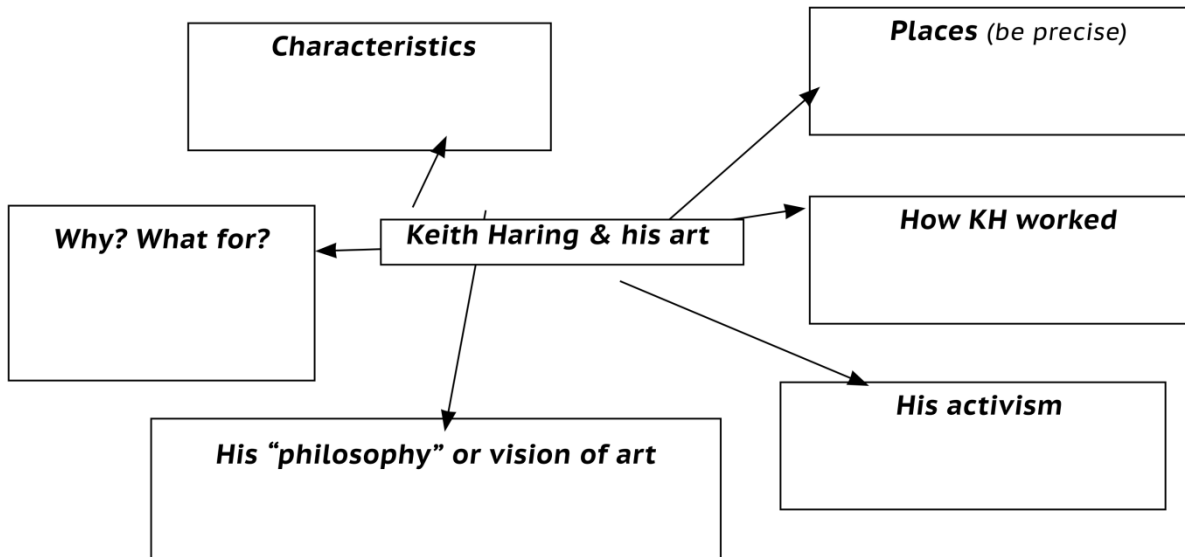 Characteristics
Places (be precise)
Why? What for?
Keith Haring & his art
How KH worked
His activism
His “philosophy” or vision of art